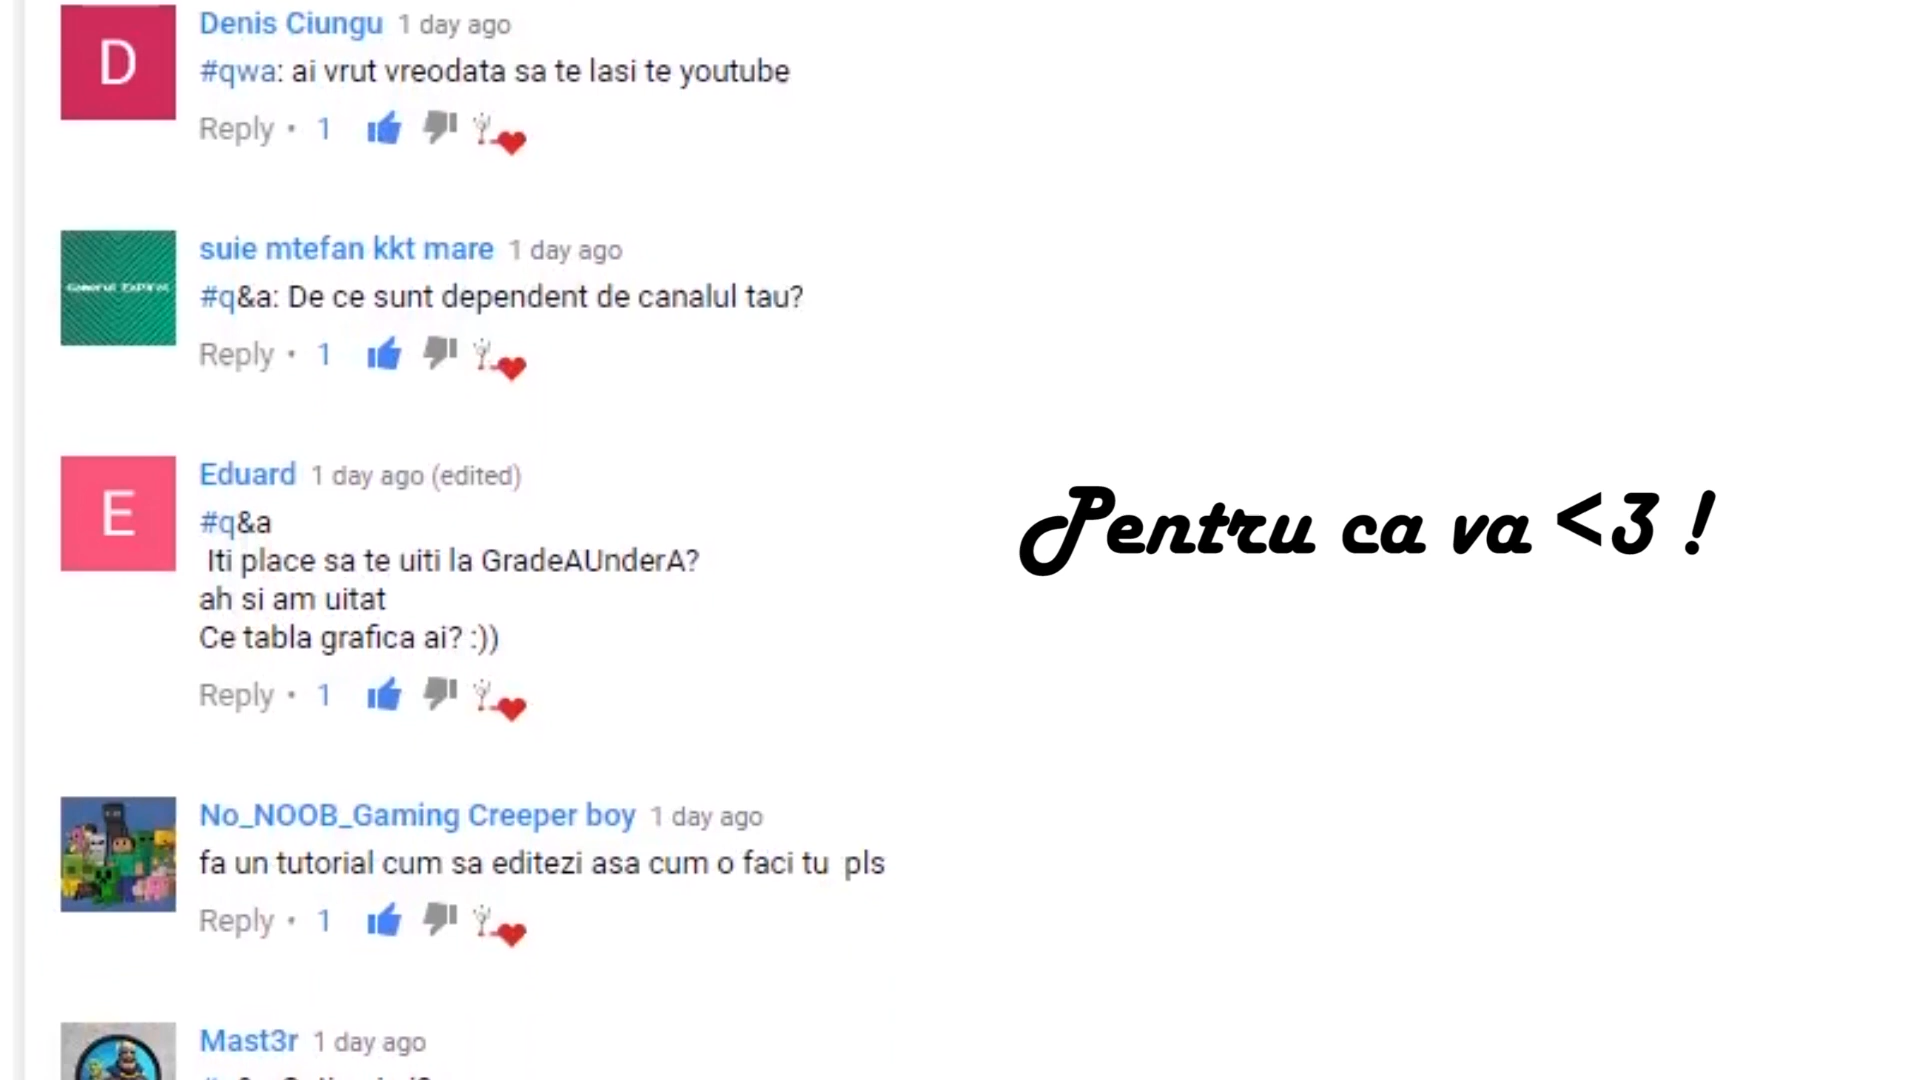 D
Denis Ciungu 1 day ago
#qwa: ai vrut vreodata sa te lasi te youtube
Reply • 1
suie mtefan kkt mare 1 day ago
#q&a: De ce sunt dependent de canalul tau?
Reply • 1
E
Eduard 1 day ago (edited)
#q&a
Iti place sa te uiti la GradeAUnderA?
ah si am uitat
Ce tabla grafica ai? :))
Reply • 1
Pentru ca va <3 !
No_NOOB_Gaming Creeper boy 1 day ago
fa un tutorial cum sa editezi asa cum o faci tu pls
Reply • 1
Mast3r 1 day ago